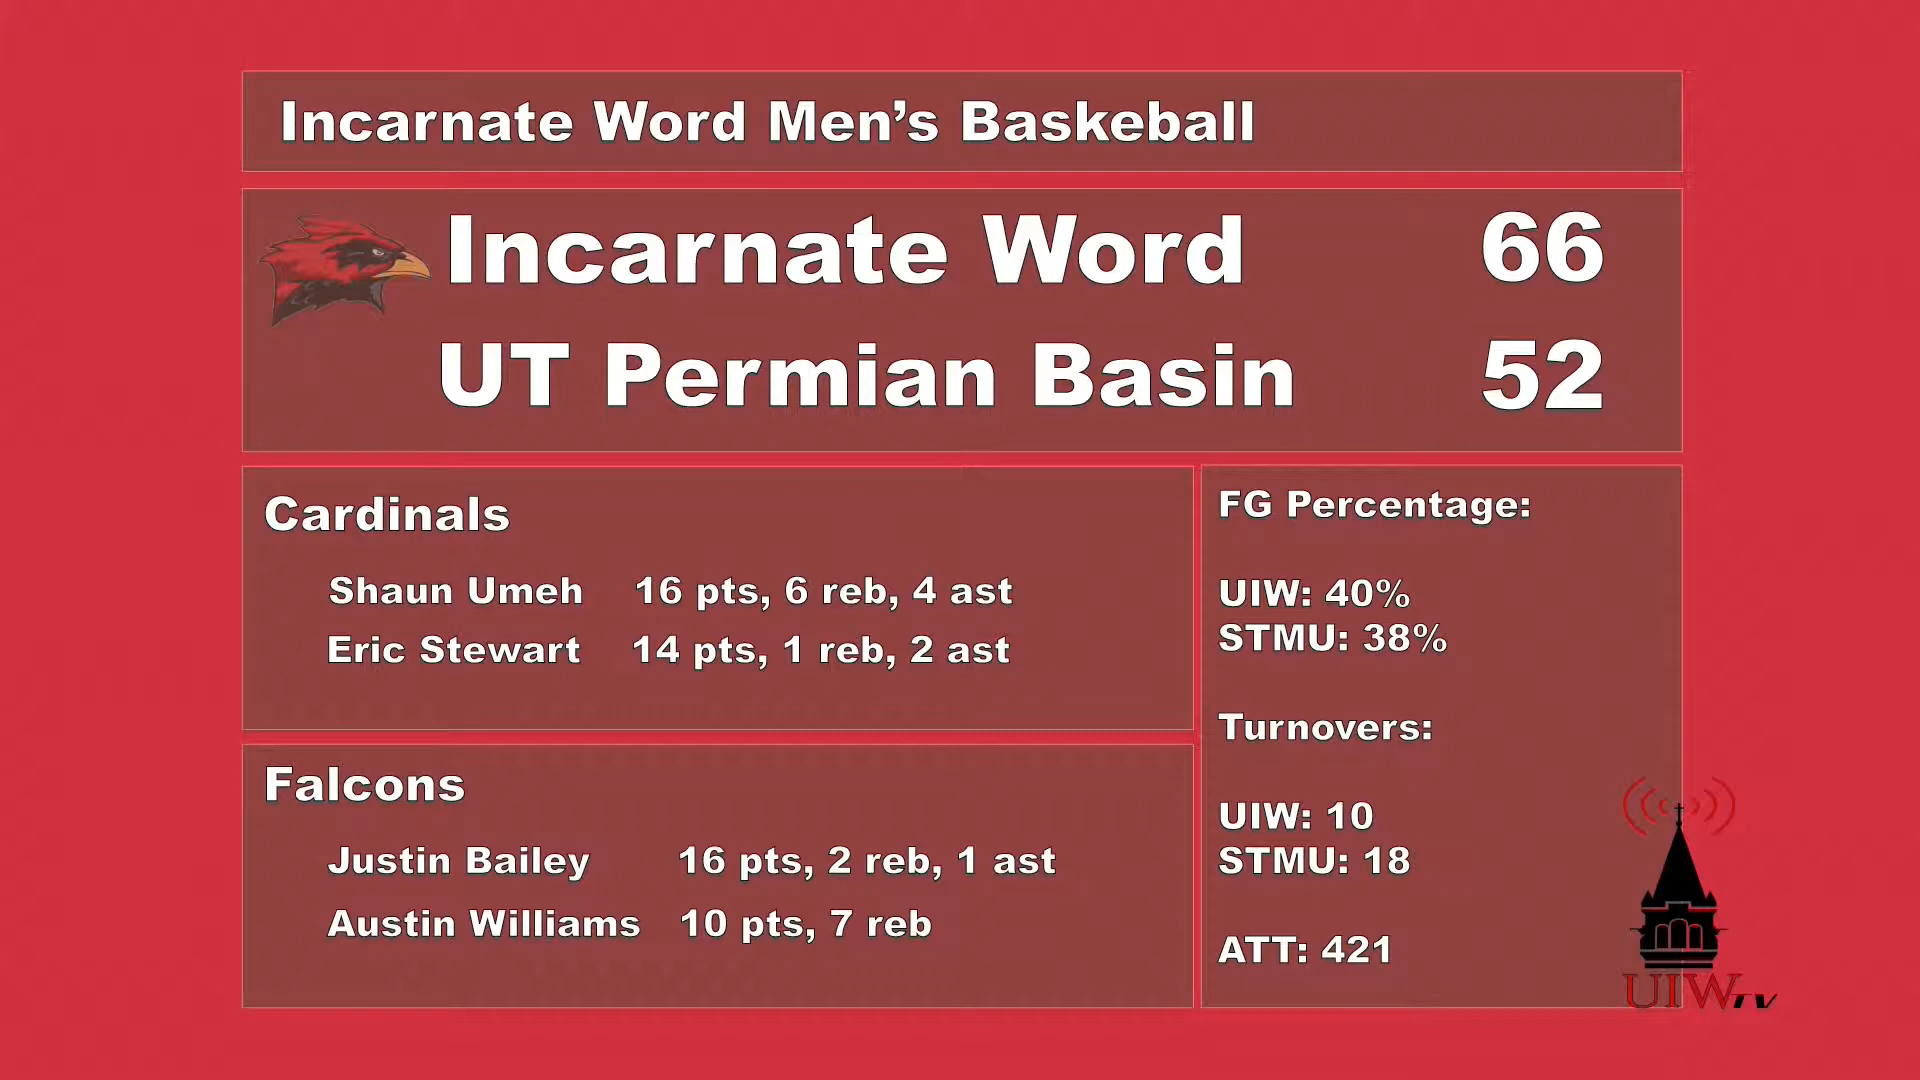 Incarnate Word Men’s Baskeball
Incarnate Word 66
UT Permian Basin 52
Cardinals
Shaun Umeh 16 pts, 6 reb, 4 ast
Eric Stewart 14 pts, 1 reb, 2 ast
Falcons
Justin Bailey 16 pts, 2 reb, 1 ast
Austin Williams 10 pts, 7 reb
FG Percentage:
UIW: 40%
STMU: 38%
Turnovers:
UIW: 10
STMU: 18
ATT: 421
UIWTV